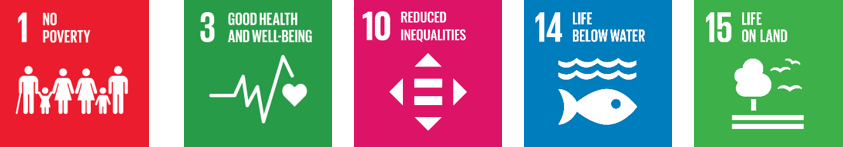 1 NO
POVERTY
3 GOOD HEALTH
AND WELL-BEING
10 REDUCED
INEQUALITIES
14 LIFE
BELOW WATER
15 LIFE
ON LAND